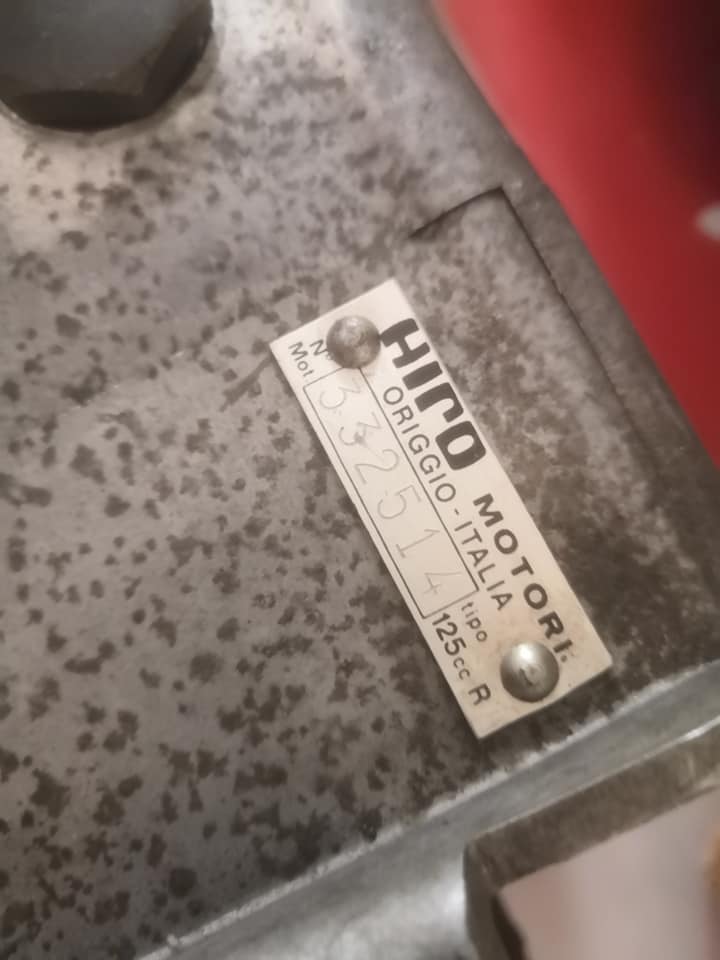 HIRO MOTORI.
ORIGGIO - ITALIA
N° Mot 332514 tipo 125cc R